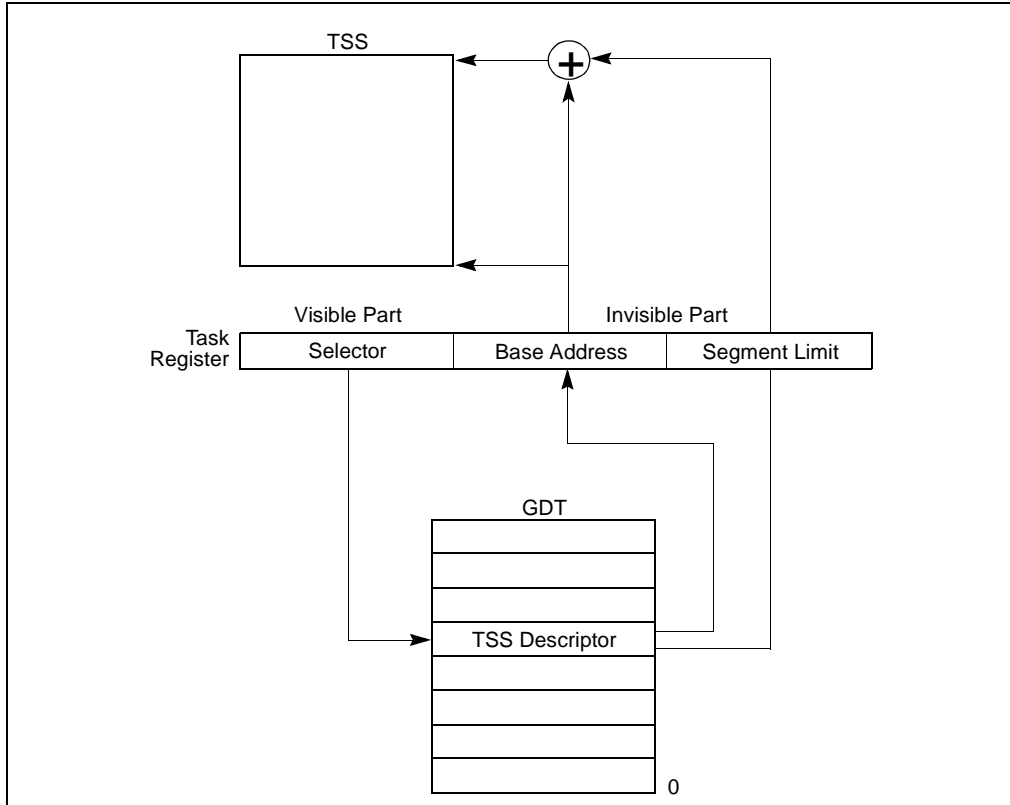 TSS
+
Visible Part
Invisible Part
Task
Register
Selector
Base Address
Segment Limit
GDT
TSS Descriptor
0